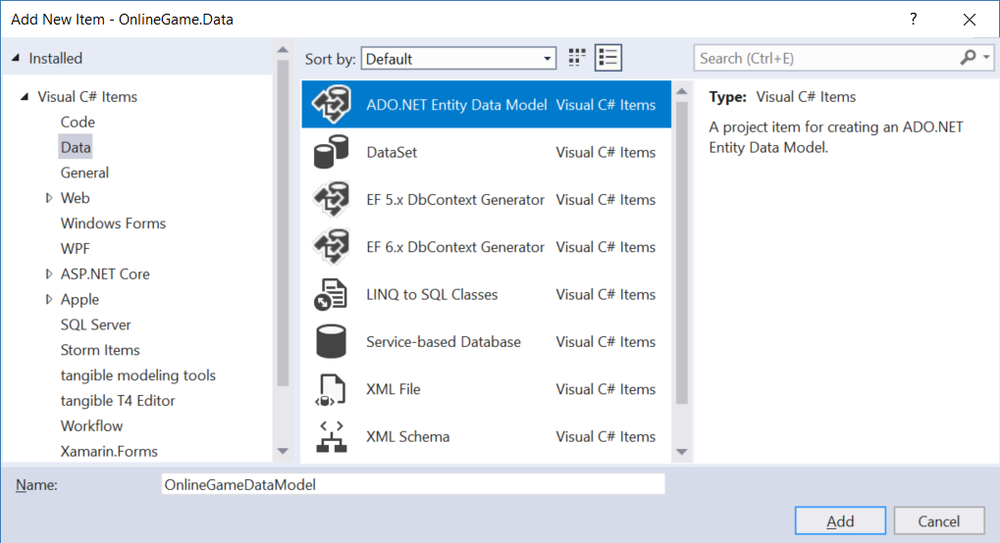 Add New Item - OnlineGame.Data
?
Installed
Sort by: Default
Search (Ctrl+E)
Visual C# Items
Code
Data
General
Web
Windows Forms
WPF
ASP.NET Core
Apple
SQL Server
Storm Items
tangible modeling tools
tangible T4 Editor
Workflow
Xamarin.Forms
ADO.NET Entity Data Model Visual C# Items
DataSet Visual C# Items
EF 5.x DbContext Generator Visual C# Items
EF 6.x DbContext Generator Visual C# Items
LINQ to SQL Classes Visual C# Items
Service-based Database Visual C# Items
XML File Visual C# Items
XML Schema Visual C# Items
Type: Visual C# Items
A project item for creating an ADO.NET
Entity Data Model.
Name: OnlineGameDataModel
Add Cancel